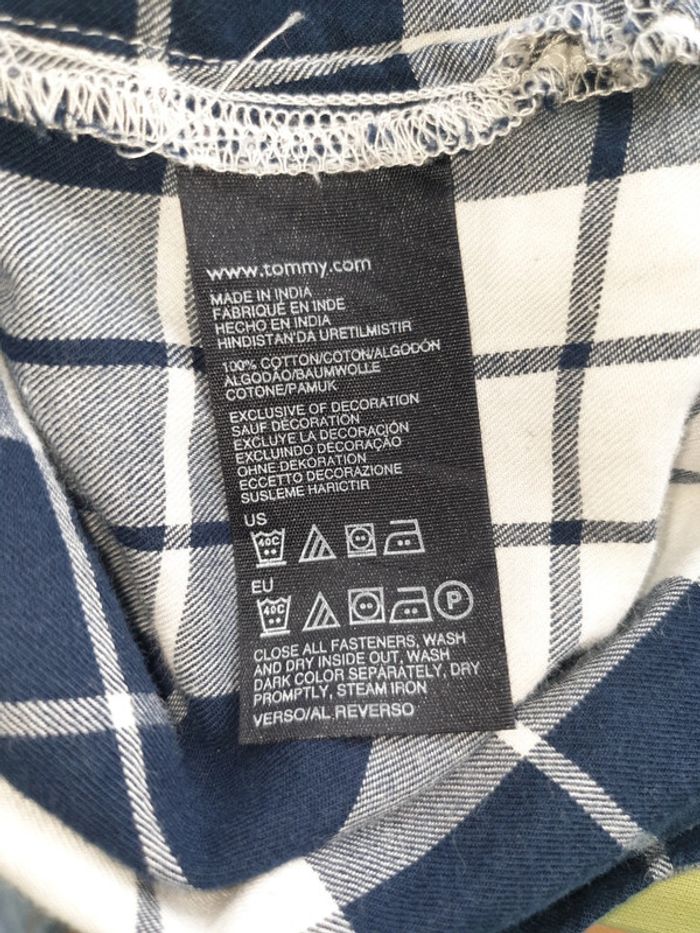 www.tommy.com
MADE IN INDIA
FABRIQUÉ EN INDE
HECHO EN INDIA
HINDISTAN'DA URETILMISTIR
100% COTTON/COTON/ALGODÓN
ALGODÃO/BAUMWOLLE
COTONE/PAMUK
EXCLUSIVE OF DECORATION
SAUF DÉCORATION
EXCLUYE LA DECORACIÓN
EXCLUINDO DECORAÇÃO
OHNE DEKORATION
ECCETTO DECORAZIONE
SUSLEME HARICTIR
US
40C
EU
40C P
CLOSE ALL FASTENERS, WASH
AND DRY INSIDE OUT, WASH
DARK COLOR SEPARATELY, DRY
PROMPTLY, STEAM IRON
VERSO/AL REVERSO